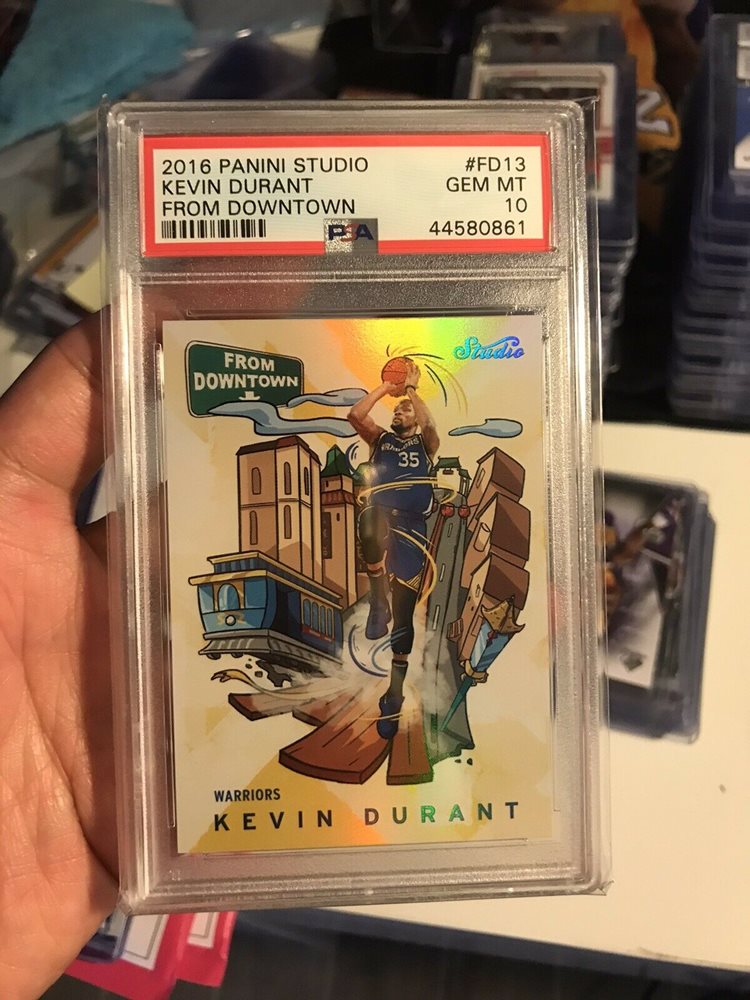 2016 PANINI STUDIO #FD13
KEVIN DURANT GEM MT
FROM DOWNTOWN 10
PSA 44580861
Studio
FROM
DOWNTOWN
WARRIORS
35
WARRIORS
KEVIN DURANT